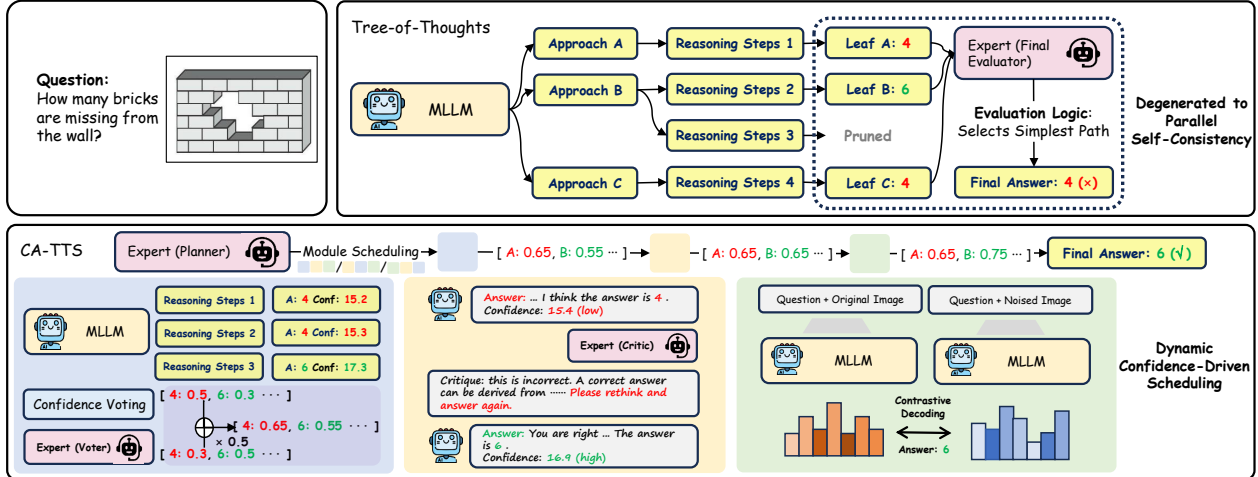 Question:
How many bricks
are missing from
the wall?
Tree-of-Thoughts
MLLM
Approach A
Reasoning Steps 1
Leaf A: 4
Approach B
Reasoning Steps 2
Leaf B: 6
Reasoning Steps 3
Pruned
Approach C
Reasoning Steps 4
Leaf C: 4
Expert (Final
Evaluator)
Evaluation Logic:
Selects Simplest Path
Final Answer: 4 (×)
Degenerated to
Parallel
Self-Consistency
CA-TTS
Expert (Planner)
Module Scheduling
[ A: 0.65, B: 0.55 ··· ]
[ A: 0.65, B: 0.65 ··· ]
[ A: 0.65, B: 0.75 ··· ]
Final Answer: 6 (√)
MLLM
Reasoning Steps 1
A: 4 Conf: 15.2
Reasoning Steps 2
A: 4 Conf: 15.3
Reasoning Steps 3
A: 6 Conf: 17.3
Confidence Voting
[ 4: 0.5, 6: 0.3 ··· ]
[ 4: 0.65, 6: 0.55 ··· ]
× 0.5
Expert (Voter)
[ 4: 0.3, 6: 0.5 ··· ]
Answer: ... I think the answer is 4 .
Confidence: 15.4 (low)
Expert (Critic)
Critique: this is incorrect. A correct answer
can be derived from ······ Please rethink and
answer again.
Answer: You are right ... The answer
is 6 .
Confidence: 16.9 (high)
Question + Original Image
Question + Noised Image
MLLM
MLLM
Contrastive
Decoding
Answer: 6
Dynamic
Confidence-Driven
Scheduling